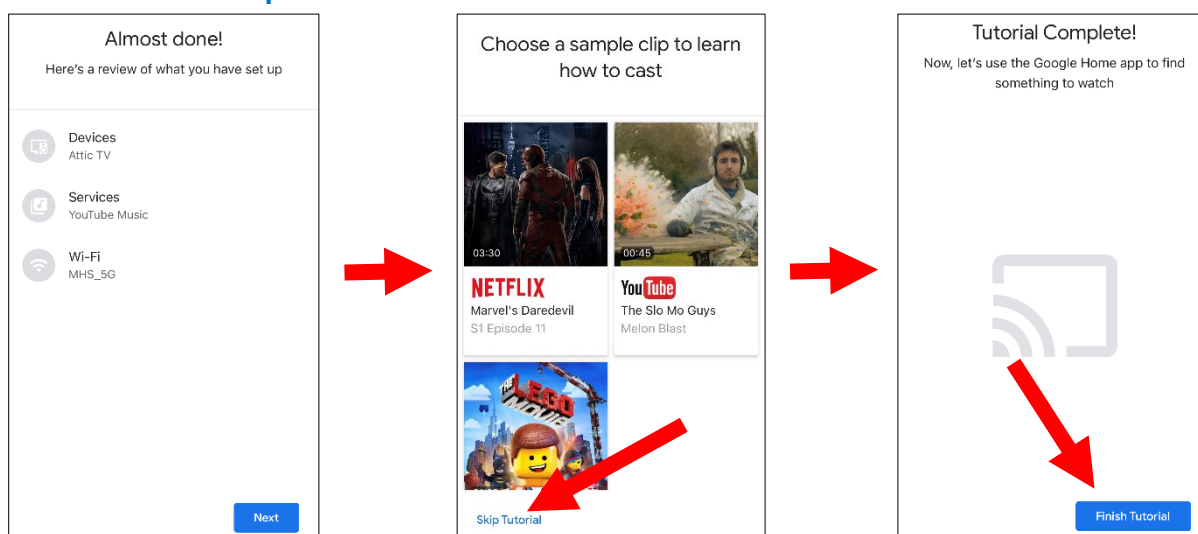 Almost done!
Here's a review of what you have set up
Devices
Attic TV
Services
YouTube Music
Wi-Fi
MHS_5G
Next
Choose a sample clip to learn
how to cast
03:30
NETFLIX
Marvel's Daredevil
S1 Episode 11
00:45
YouTube
The Slo Mo Guys
Melon Blast
THE
LEGO
MOVIE
Skip Tutorial
Tutorial Complete!
Now, let's use the Google Home app to find
something to watch
Finish Tutorial